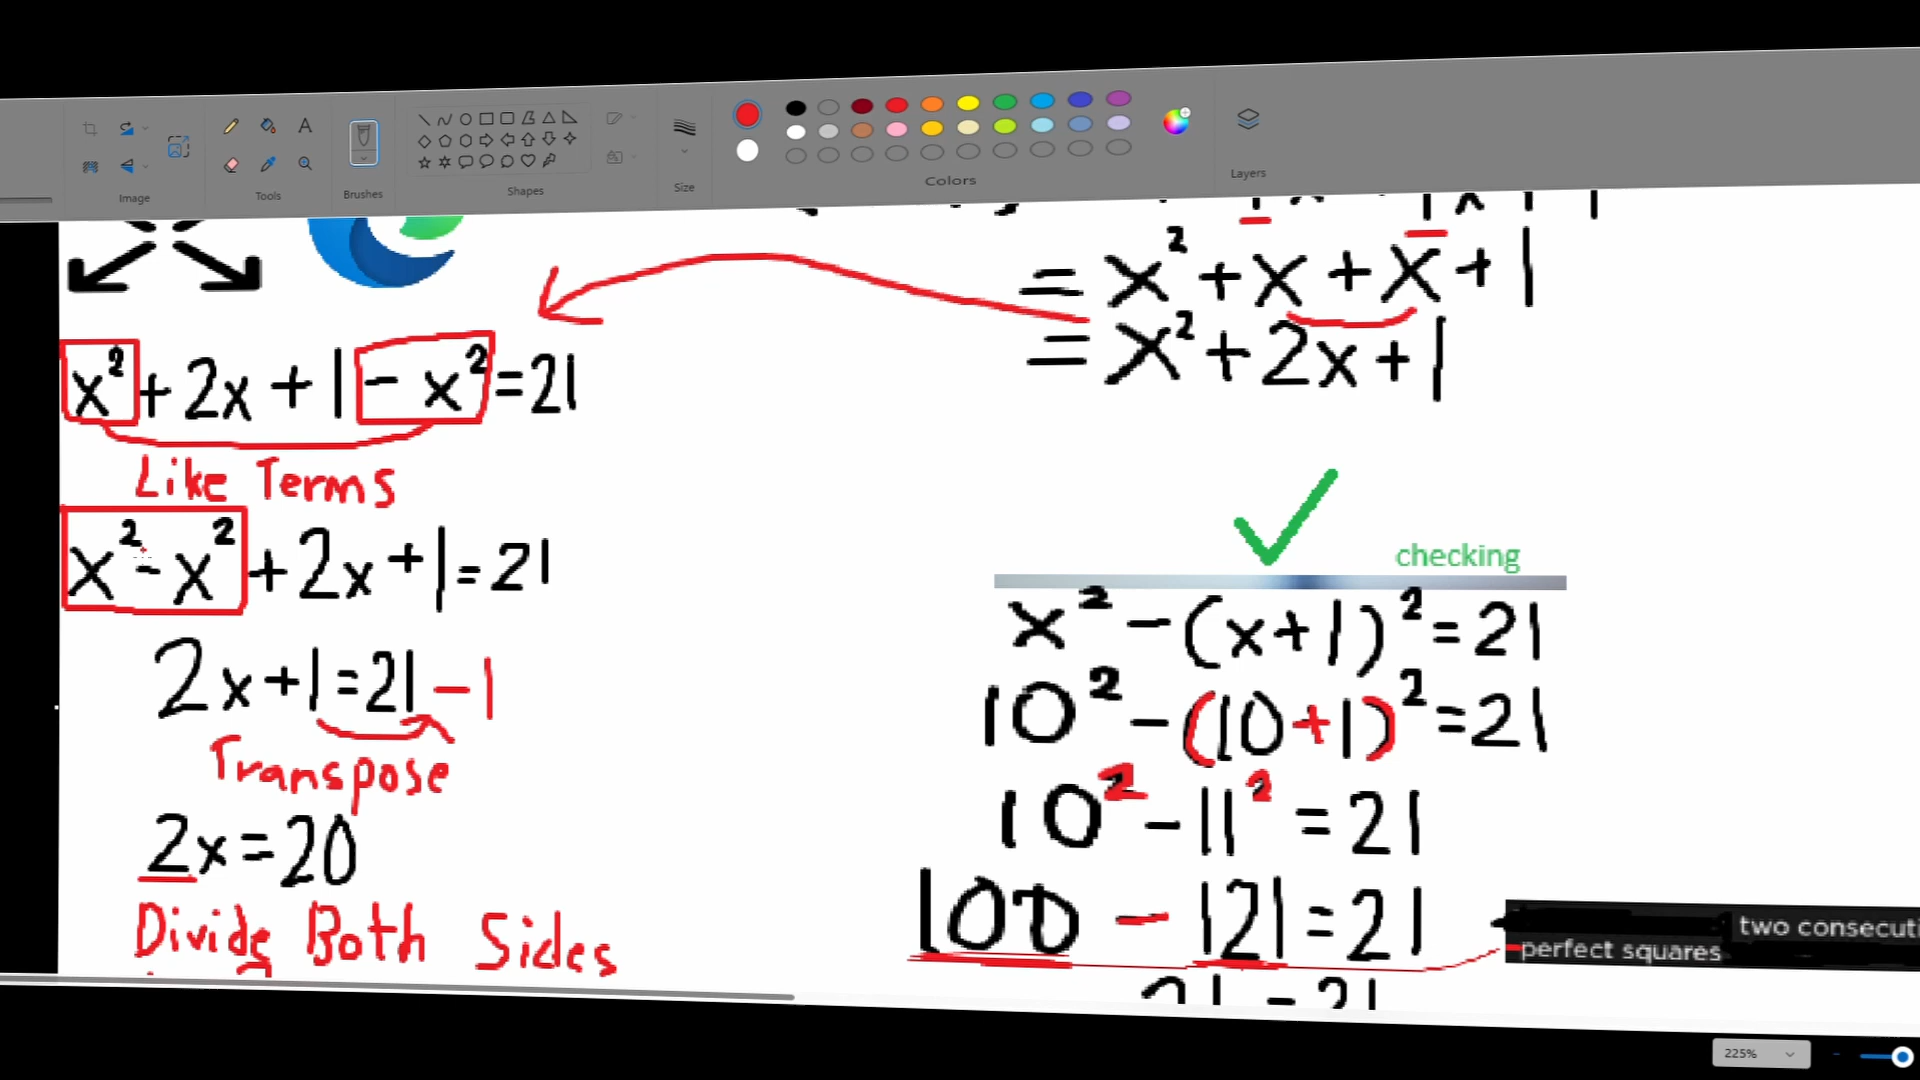 Image
Tools
Brushes
Shapes
Size
Colors
Layers
= x² + x + x + 1
= x² + 2x + 1
x² + 2x + 1 - x² = 21
Like Terms
x² - x² + 2x + 1 = 21
2x + 1 = 21 - 1
Transpose
2x = 20
Divide Both Sides
checking
x² - (x + 1)² = 21
10² - (10 + 1)² = 21
10² - 11² = 21
100 - 121 = 21
two consecuti
perfect squares
225%